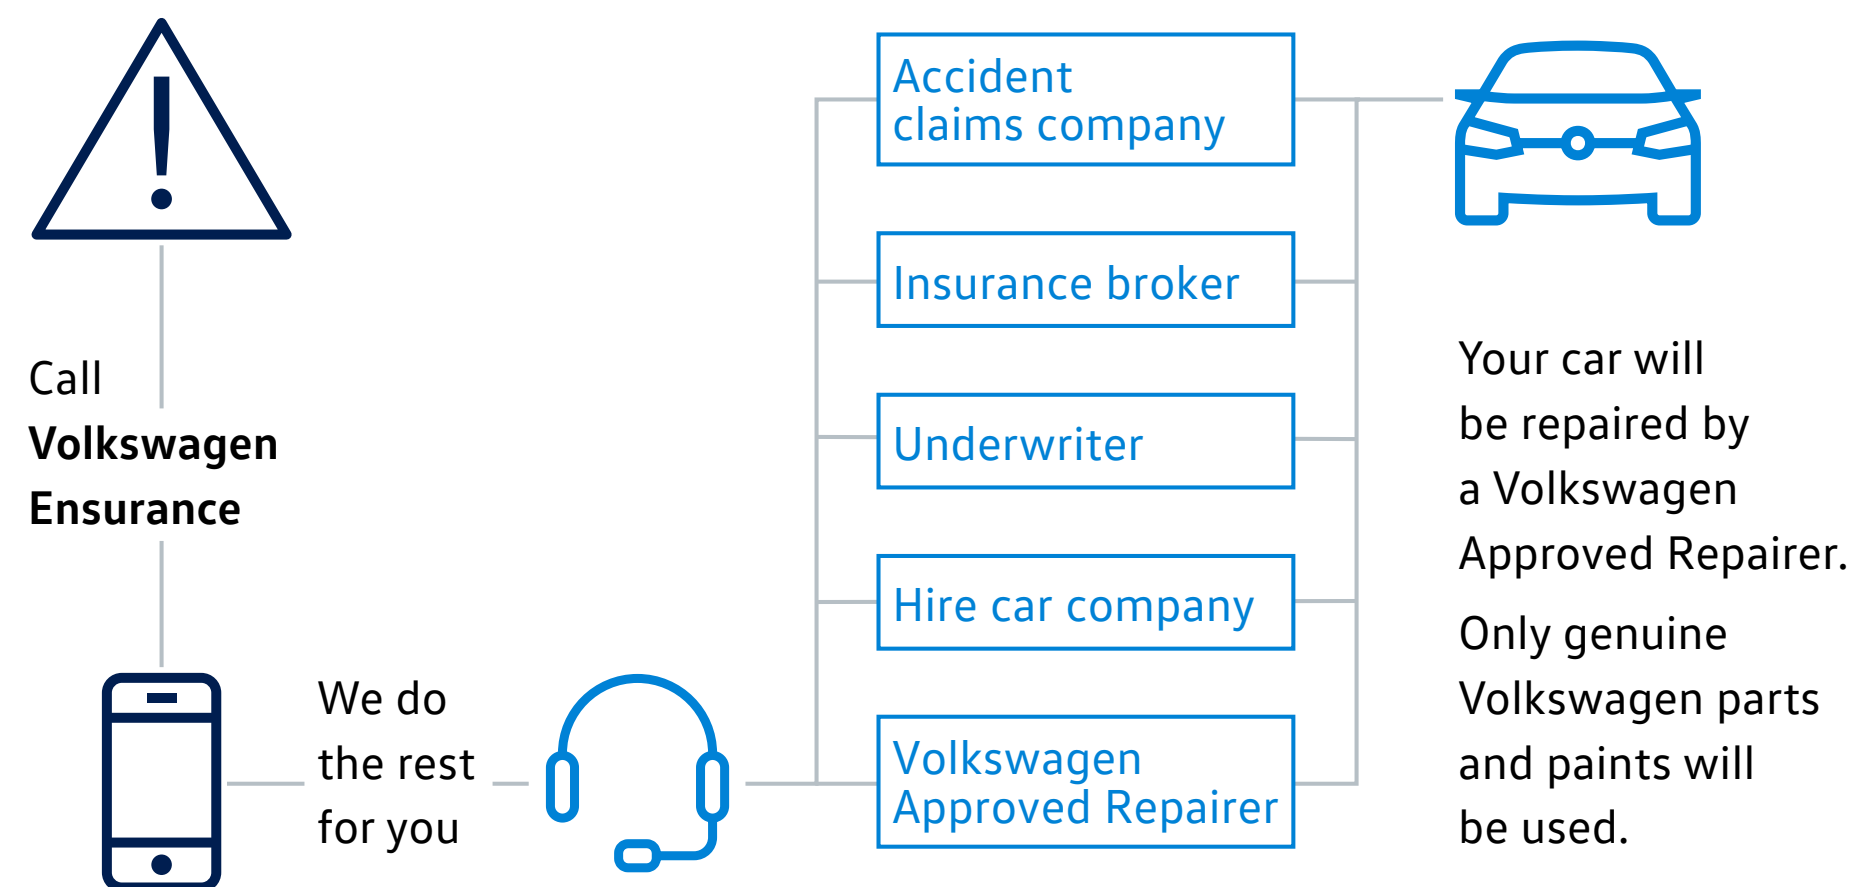 Call
Volkswagen
Ensurance
We do
the rest
for you
Accident
claims company
Insurance broker
Underwriter
Hire car company
Volkswagen
Approved Repairer
Your car will
be repaired by
a Volkswagen
Approved Repairer.
Only genuine
Volkswagen parts
and paints will
be used.